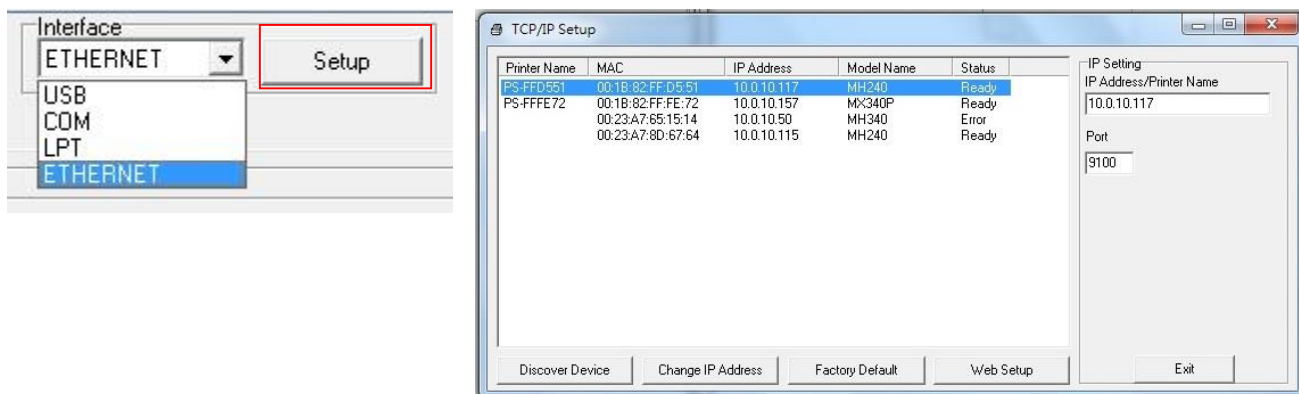 Interface
ETHERNET Setup
USB
COM
LPT
ETHERNET
TCP/IP Setup
Printer Name MAC IP Address Model Name Status
PS-FFD551 00:1B:82:FF:D5:51 10.0.10.117 MH240 Ready
PS-FFFE72 00:1B:82:FF:FE:72 10.0.10.157 MX340P Ready
00:23:A7:65:15:14 10.0.10.50 MH340 Error
00:23:A7:8D:67:64 10.0.10.115 MH240 Ready
IP Setting
IP Address/Printer Name
10.0.10.117
Port
9100
Discover Device Change IP Address Factory Default Web Setup Exit